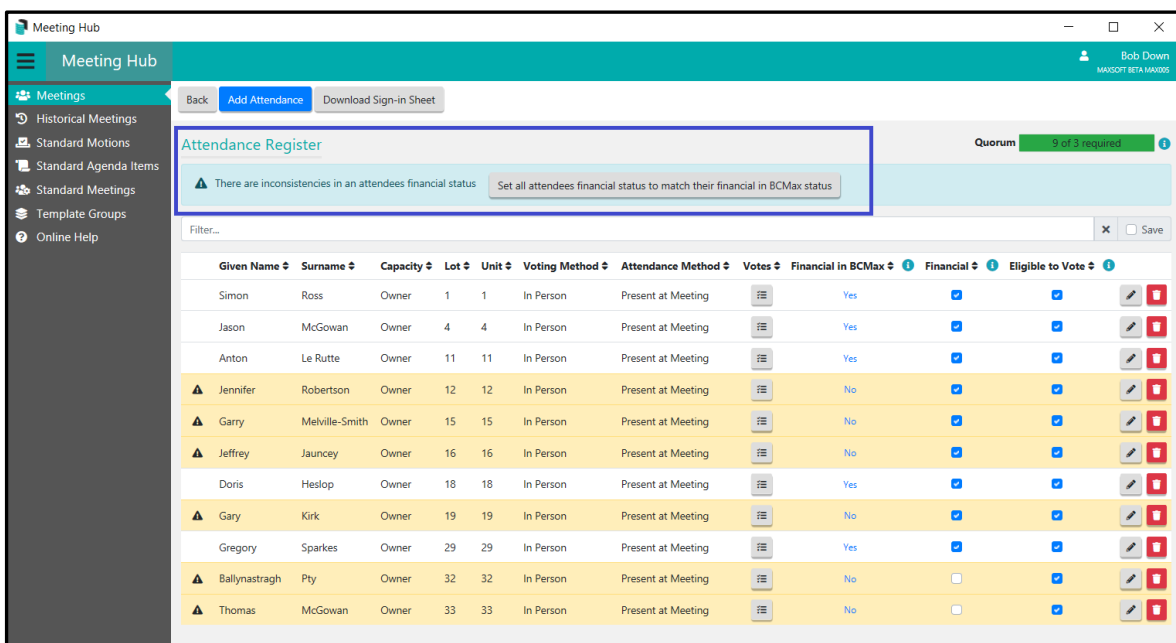 Meeting Hub
Meeting Hub
Bob Down
MAXSOFT BETA MAX005
Meetings
Historical Meetings
Standard Motions
Standard Agenda Items
Standard Meetings
Template Groups
Online Help
Back Add Attendance Download Sign-in Sheet
Attendance Register
Quorum 9 of 3 required
There are inconsistencies in an attendees financial status Set all attendees financial status to match their financial in BCMax status
Filter... Save
Given Name Surname Capacity Lot Unit Voting Method Attendance Method Votes Financial in BCMax Financial Eligible to Vote
Simon Ross Owner 1 1 In Person Present at Meeting Yes
Jason McGowan Owner 4 4 In Person Present at Meeting Yes
Anton Le Rutte Owner 11 11 In Person Present at Meeting Yes
Jennifer Robertson Owner 12 12 In Person Present at Meeting No
Garry Melville-Smith Owner 15 15 In Person Present at Meeting No
Jeffrey Jauncey Owner 16 16 In Person Present at Meeting No
Doris Heslop Owner 18 18 In Person Present at Meeting Yes
Gary Kirk Owner 19 19 In Person Present at Meeting No
Gregory Sparkes Owner 29 29 In Person Present at Meeting Yes
Ballynastragh Pty Owner 32 32 In Person Present at Meeting No
Thomas McGowan Owner 33 33 In Person Present at Meeting No